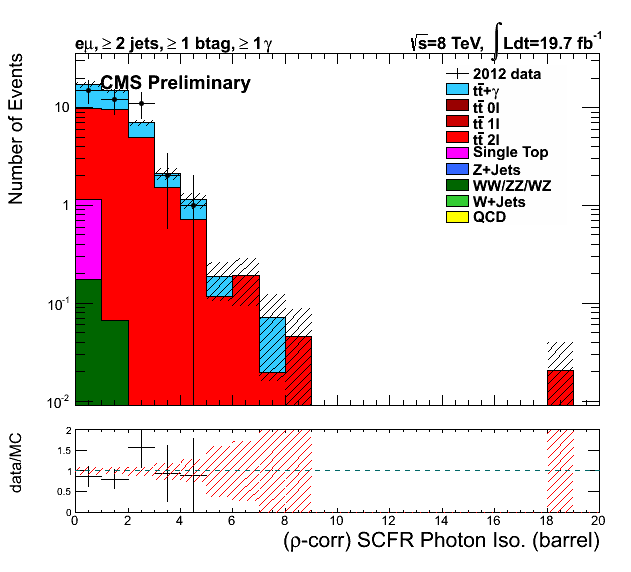 eμ, ≥ 2 jets, ≥ 1 btag, ≥ 1 γ
√s=8 TeV, ∫ Ldt=19.7 fb⁻¹
CMS Preliminary
2012 data
tt̄+γ
tt̄ 0l
tt̄ 1l
tt̄ 2l
Single Top
Z+Jets
WW/ZZ/WZ
W+Jets
QCD
Number of Events
10
1
10⁻¹
10⁻²
data/MC
2
1.5
1
0.5
0
0 2 4 6 8 10 12 14 16 18 20
(ρ-corr) SCFR Photon Iso. (barrel)